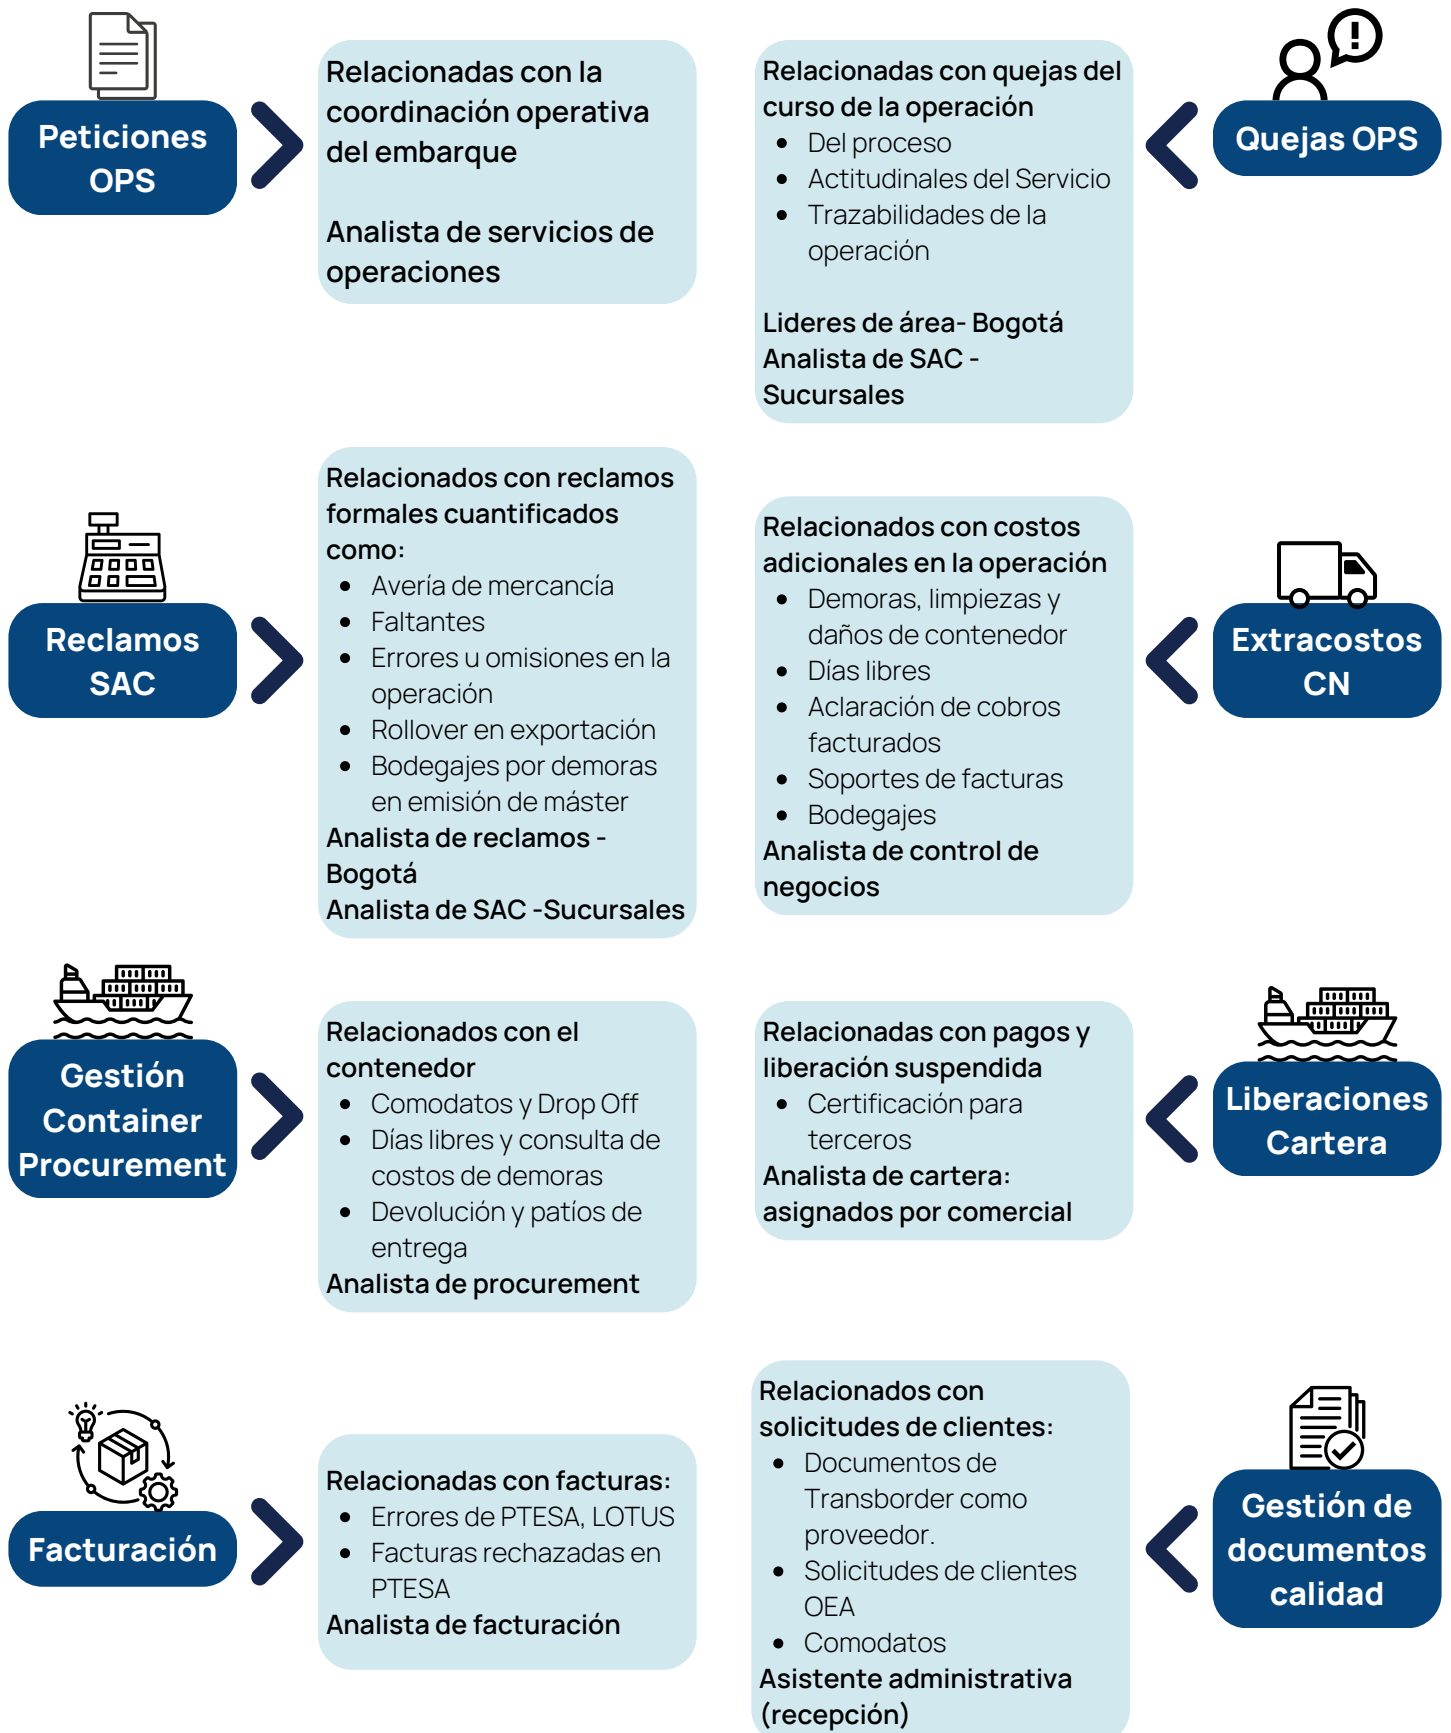 Peticiones
OPS
Relacionadas con la
coordinación operativa
del embarque
Analista de servicios de
operaciones
Relacionadas con quejas del
curso de la operación
• Del proceso
• Actitudinales del Servicio
• Trazabilidades de la
operación
Lideres de área- Bogotá
Analista de SAC -
Sucursales
Quejas OPS
Reclamos
SAC
Relacionados con reclamos
formales cuantificados
como:
• Avería de mercancía
• Faltantes
• Errores u omisiones en la
operación
• Rollover en exportación
• Bodegajes por demoras
en emisión de máster
Analista de reclamos -
Bogotá
Analista de SAC -Sucursales
Relacionados con costos
adicionales en la operación
• Demoras, limpiezas y
daños de contenedor
• Días libres
• Aclaración de cobros
facturados
• Soportes de facturas
• Bodegajes
Analista de control de
negocios
Extracostos
CN
Gestión
Container
Procurement
Relacionados con el
contenedor
• Comodatos y Drop Off
• Días libres y consulta de
costos de demoras
• Devolución y patíos de
entrega
Analista de procurement
Relacionadas con pagos y
liberación suspendida
• Certificación para
terceros
Analista de cartera:
asignados por comercial
Liberaciones
Cartera
Facturación
Relacionadas con facturas:
• Errores de PTESA, LOTUS
• Facturas rechazadas en
PTESA
Analista de facturación
Relacionados con
solicitudes de clientes:
• Documentos de
Transborder como
proveedor.
• Solicitudes de clientes
OEA
• Comodatos
Asistente administrativa
(recepción)
Gestión de
documentos
calidad